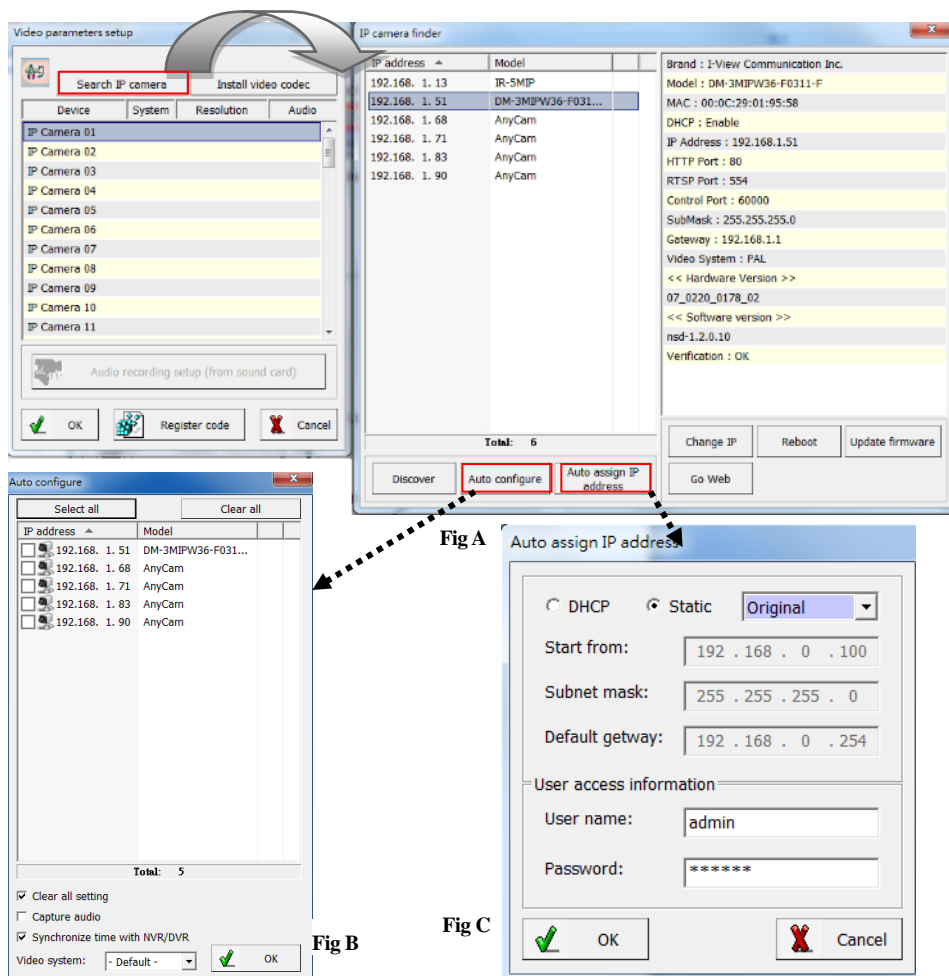 Video parameters setup
Search IP camera
Install video codec
Device System Resolution Audio
IP Camera 01
IP Camera 02
IP Camera 03
IP Camera 04
IP Camera 05
IP Camera 06
IP Camera 07
IP Camera 08
IP Camera 09
IP Camera 10
IP Camera 11
Audio recording setup (from sound card)
OK
Register code
Cancel
IP camera finder
IP address Model
192.168. 1. 13 IR-5MIP
192.168. 1. 51 DM-3MIPW36-F031...
192.168. 1. 68 AnyCam
192.168. 1. 71 AnyCam
192.168. 1. 83 AnyCam
192.168. 1. 90 AnyCam
Total: 6
Discover
Auto configure
Auto assign IP
address
Brand : I-View Communication Inc.
Model : DM-3MIPW36-F0311-F
MAC : 00:0C:29:01:95:58
DHCP : Enable
IP Address : 192.168.1.51
HTTP Port : 80
RTSP Port : 554
Control Port : 60000
SubMask : 255.255.255.0
Gateway : 192.168.1.1
Video System : PAL
<< Hardware Version >>
07_0220_0178_02
<< Software version >>
nsd-1.2.0.10
Verification : OK
Change IP
Reboot
Update firmware
Go Web
Fig A
Auto configure
Select all
Clear all
IP address Model
192.168. 1. 51 DM-3MIPW36-F031...
192.168. 1. 68 AnyCam
192.168. 1. 71 AnyCam
192.168. 1. 83 AnyCam
192.168. 1. 90 AnyCam
Total: 5
Clear all setting
Capture audio
Synchronize time with NVR/DVR
Video system: - Default -
OK
Fig B
Auto assign IP address
DHCP Static Original
Start from: 192 . 168 . 0 . 100
Subnet mask: 255 . 255 . 255 . 0
Default getway: 192 . 168 . 0 . 254
User access information
User name: admin
Password: ******
OK
Cancel
Fig C